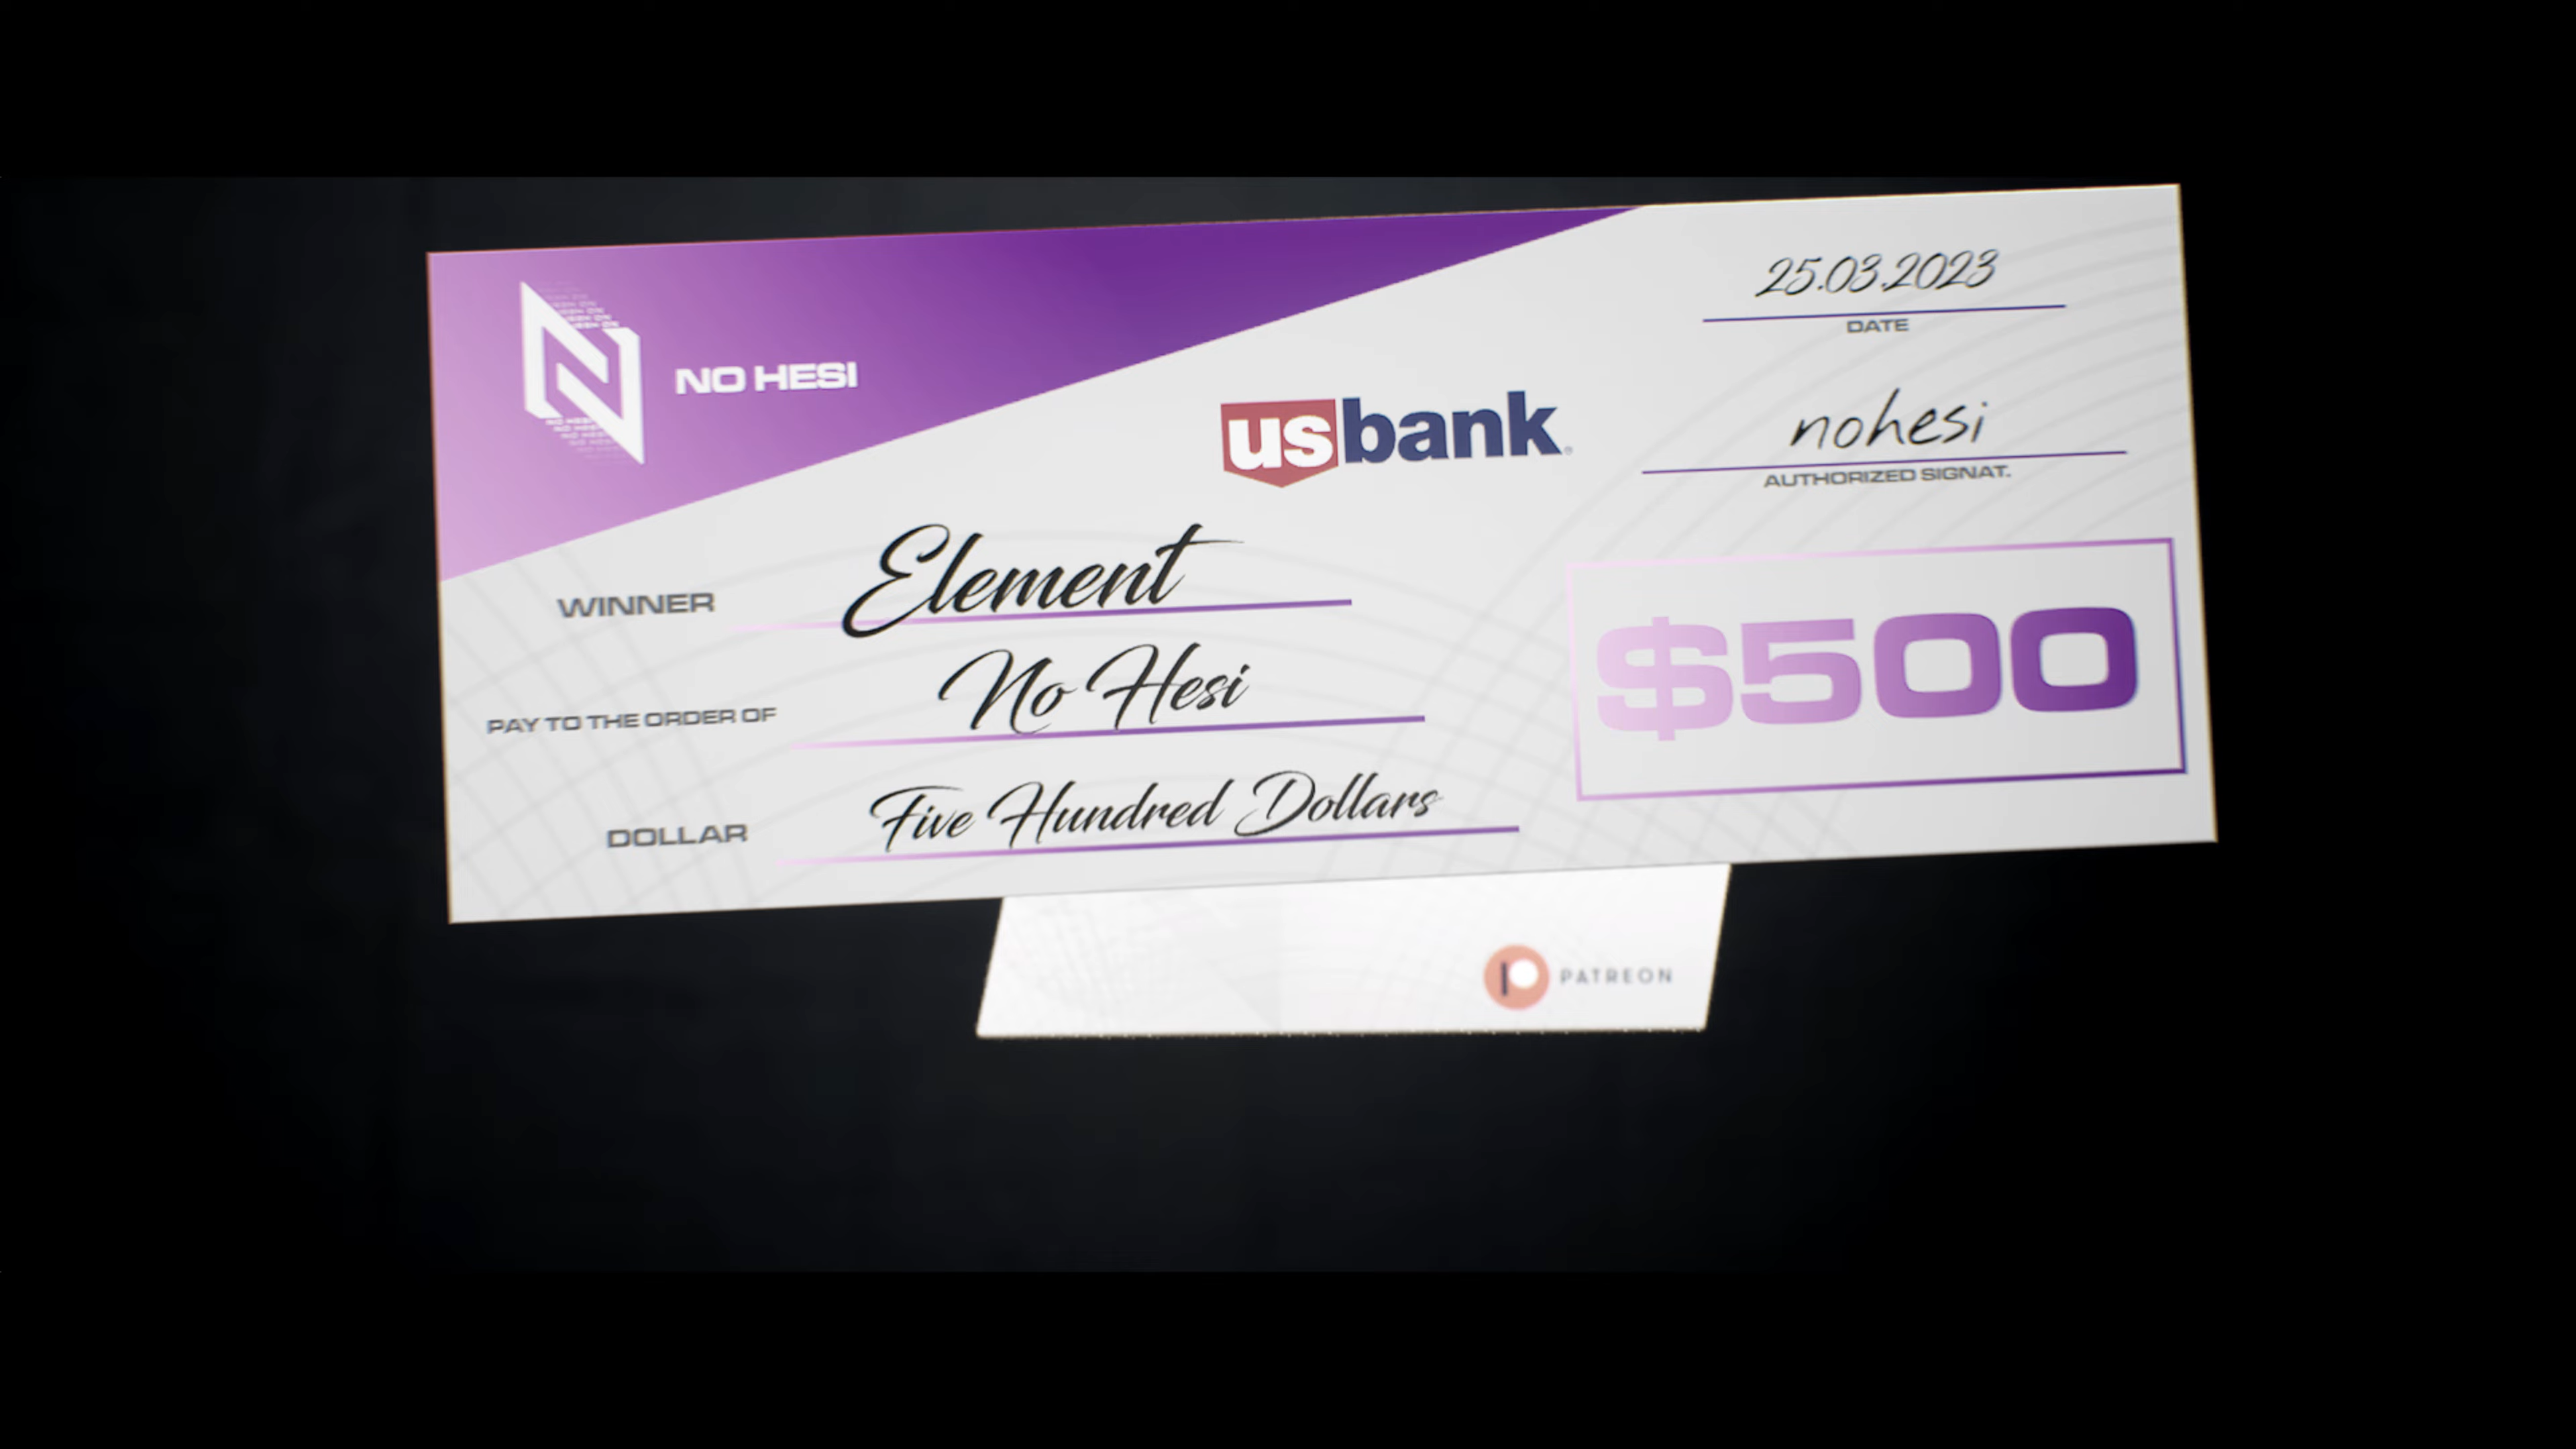 25.03.2023
DATE
NO HESI
usbank
nohesi
AUTHORIZED SIGNAT.
WINNER Element
PAY TO THE ORDER OF No Hesi
$500
DOLLAR Five Hundred Dollars
PATREON